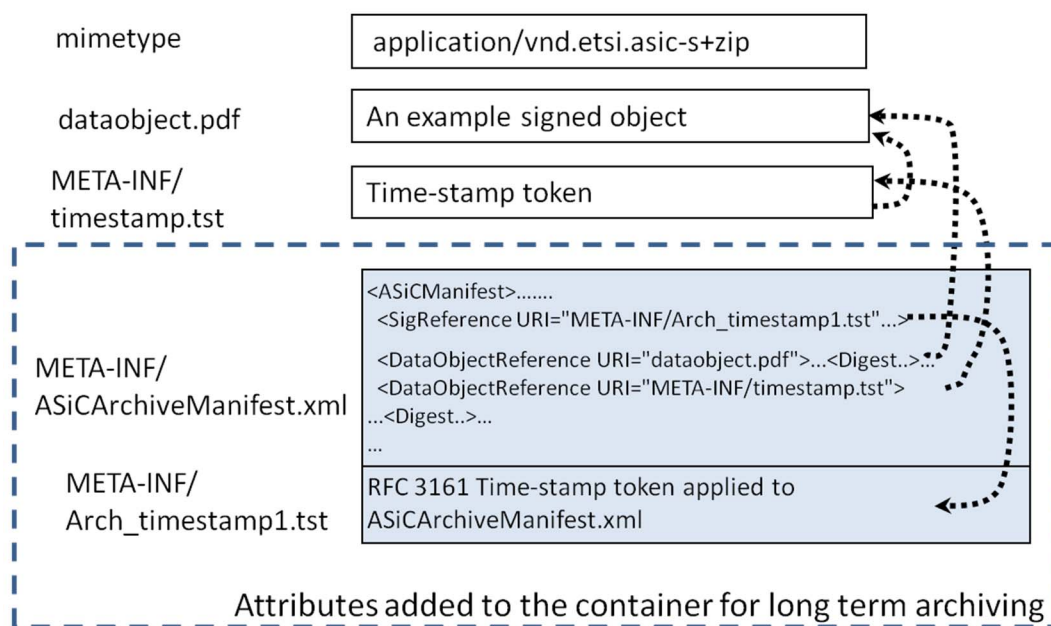 mimetype
application/vnd.etsi.asic-s+zip
dataobject.pdf
An example signed object
META-INF/
timestamp.tst
Time-stamp token
META-INF/
ASiCArchiveManifest.xml
<ASiCManifest>.......
<SigReference URI="META-INF/Arch_timestamp1.tst"...>
<DataObjectReference URI="dataobject.pdf">...<Digest..>...
<DataObjectReference URI="META-INF/timestamp.tst">
...<Digest..>...
...
META-INF/
Arch_timestamp1.tst
RFC 3161 Time-stamp token applied to
ASiCArchiveManifest.xml
Attributes added to the container for long term archiving